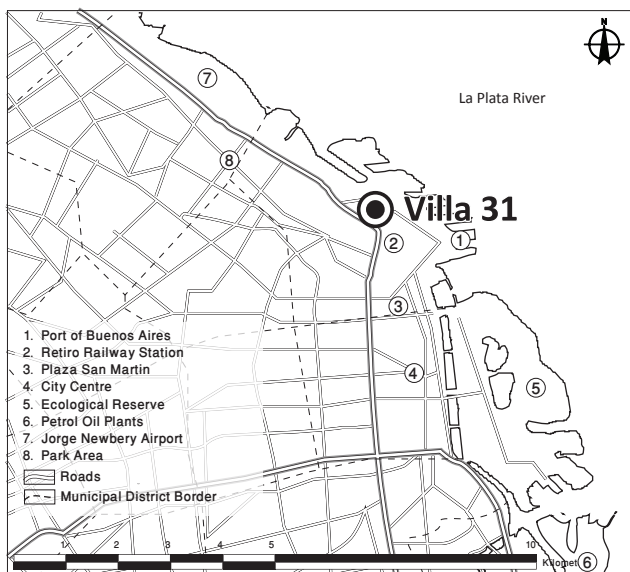 N
7
La Plata River
8
Villa 31
2
1
3
1. Port of Buenos Aires
2. Retiro Railway Station
3. Plaza San Martin
4. City Centre
5. Ecological Reserve
6. Petrol Oil Plants
7. Jorge Newbery Airport
8. Park Area
Roads
Municipal District Border
4
5
1 2 3 4 5 10
Kilomet
6